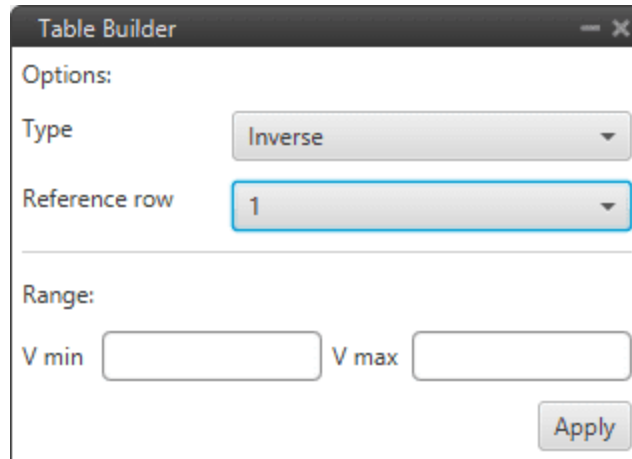 Table Builder
Options:
Type Inverse
Reference row 1
Range:
V min V max
Apply